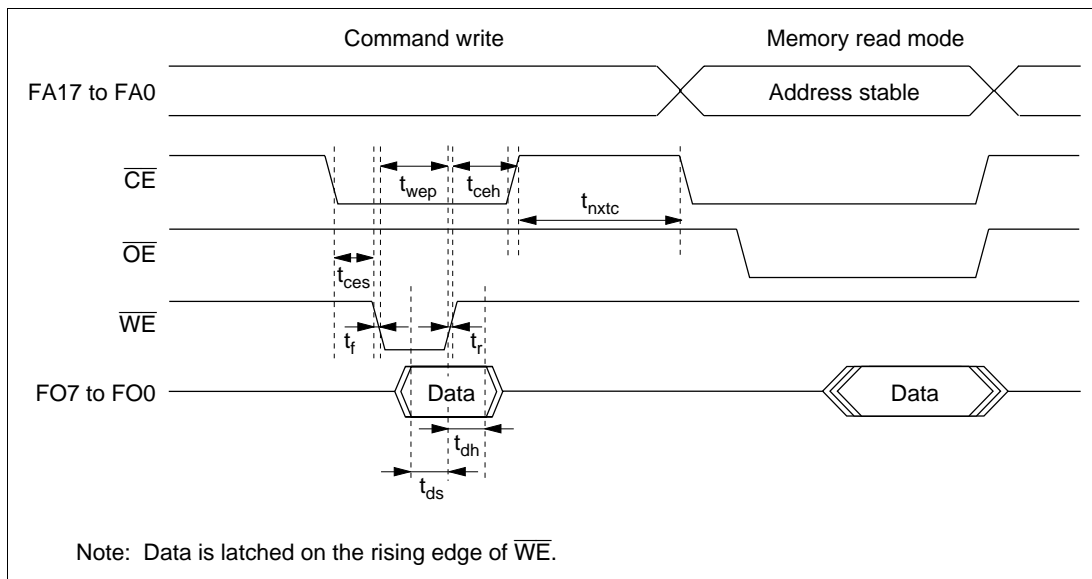 Command write Memory read mode
FA17 to FA0 Address stable
CE
twep tceh
tnxtc
OE
tces
WE
tf tr
FO7 to FO0 Data Data
tdh
tds
Note: Data is latched on the rising edge of WE.